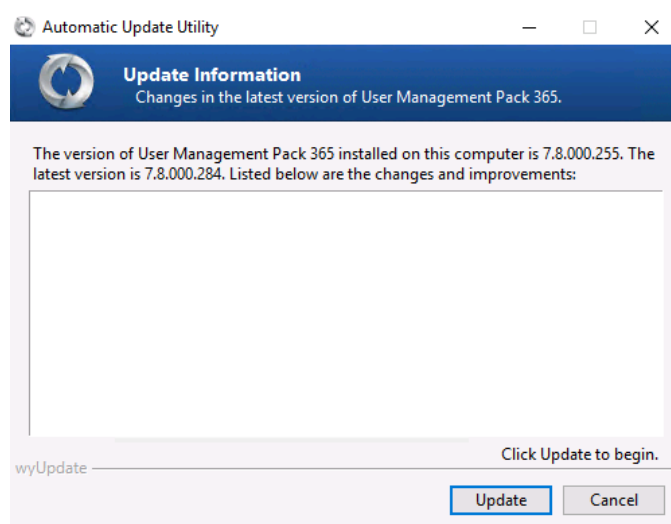 Automatic Update Utility
Update Information
Changes in the latest version of User Management Pack 365.
The version of User Management Pack 365 installed on this computer is 7.8.000.255. The
latest version is 7.8.000.284. Listed below are the changes and improvements:
Click Update to begin.
wyUpdate
Update Cancel